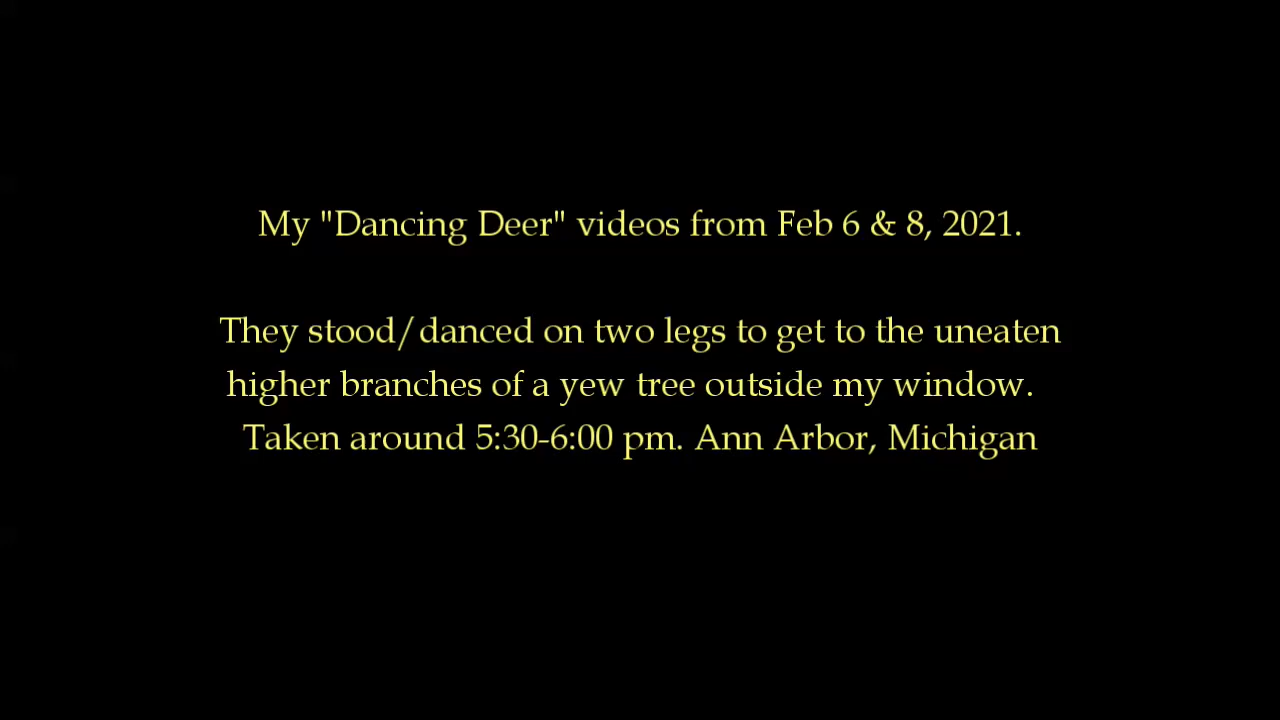 My "Dancing Deer" videos from Feb 6 & 8, 2021.
They stood/danced on two legs to get to the uneaten
higher branches of a yew tree outside my window.
Taken around 5:30-6:00 pm. Ann Arbor, Michigan